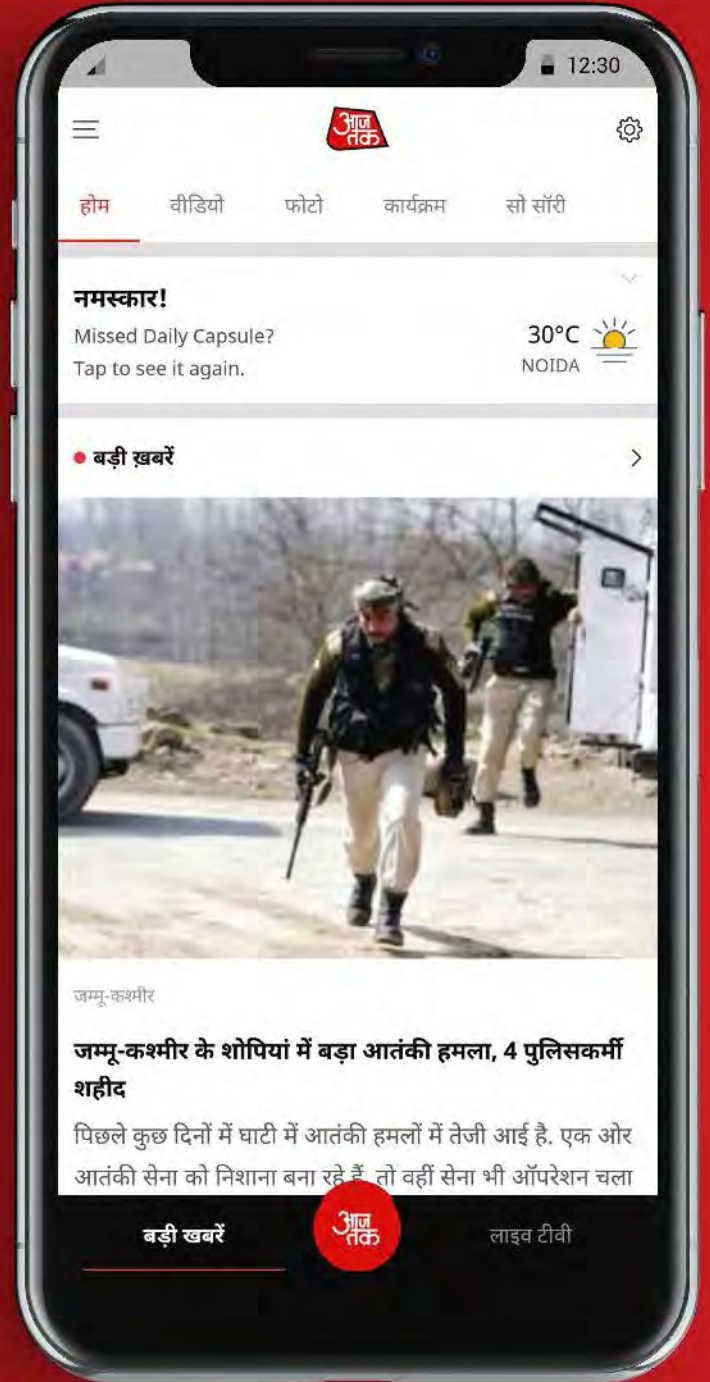 12:30
आज
तक
होम वीडियो फोटो कार्यक्रम सो सॉरी
नमस्कार!
Missed Daily Capsule?
Tap to see it again.
30°C
NOIDA
बड़ी ख़बरें
जम्मू-कश्मीर
जम्मू-कश्मीर के शोपियां में बड़ा आतंकी हमला, 4 पुलिसकर्मी
शहीद
पिछले कुछ दिनों में घाटी में आतंकी हमलों में तेजी आई है. एक ओर
आतंकी सेना को निशाना बना रहे हैं, तो वहीं सेना भी ऑपरेशन चला
बड़ी खबरें
आज
तक
लाइव टीवी